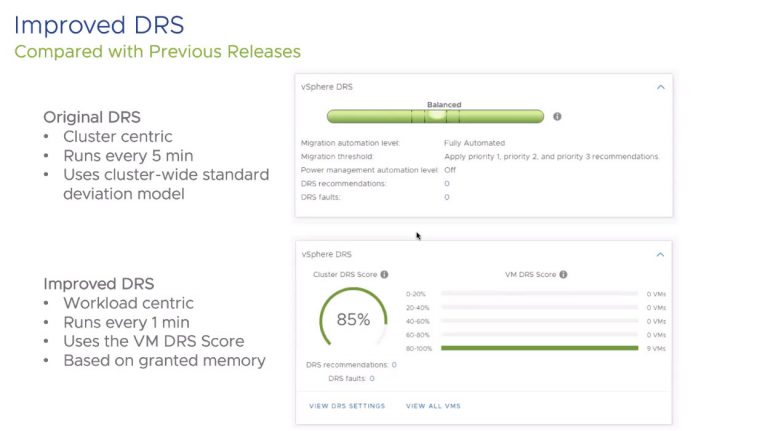 Improved DRS
Compared with Previous Releases
Original DRS
• Cluster centric
• Runs every 5 min
• Uses cluster-wide standard
deviation model
vSphere DRS
Balanced
Migration automation level: Fully Automated
Migration threshold: Apply priority 1, priority 2, and priority 3 recommendations.
Power management automation level: Off
DRS recommendations: 0
DRS faults: 0
Improved DRS
• Workload centric
• Runs every 1 min
• Uses the VM DRS Score
• Based on granted memory
vSphere DRS
Cluster DRS Score
85%
DRS recommendations: 0
DRS faults: 0
VM DRS Score
0-20% 0 VMs
20-40% 0 VMs
40-60% 0 VMs
60-80% 0 VMs
80-100% 9 VMs
VIEW DRS SETTINGS VIEW ALL VMS